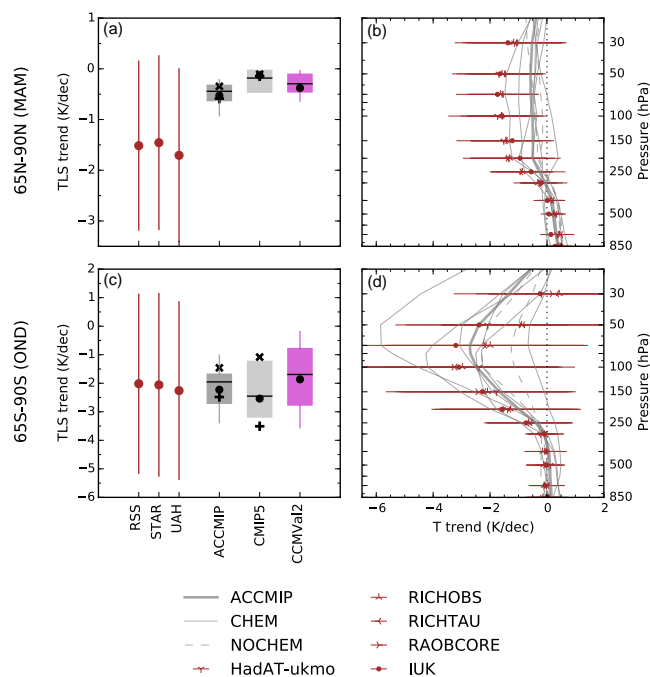 (a)
(b)
1
0
−1
−2
−3
TLS trend (K/dec)
65N-90N (MAM)
30
50
100
150
250
500
850
Pressure (hPa)
(c)
(d)
2
1
0
−1
−2
−3
−4
−5
−6
TLS trend (K/dec)
65S-90S (OND)
30
50
100
150
250
500
850
Pressure (hPa)
RSS
STAR
UAH
ACCMIP
CMIP5
CCMVal2
−6
−4
−2
0
2
T trend (K/dec)
ACCMIP
CHEM
NOCHEM
HadAT-ukmo
RICHOBS
RICHTAU
RAOBCORE
IUK